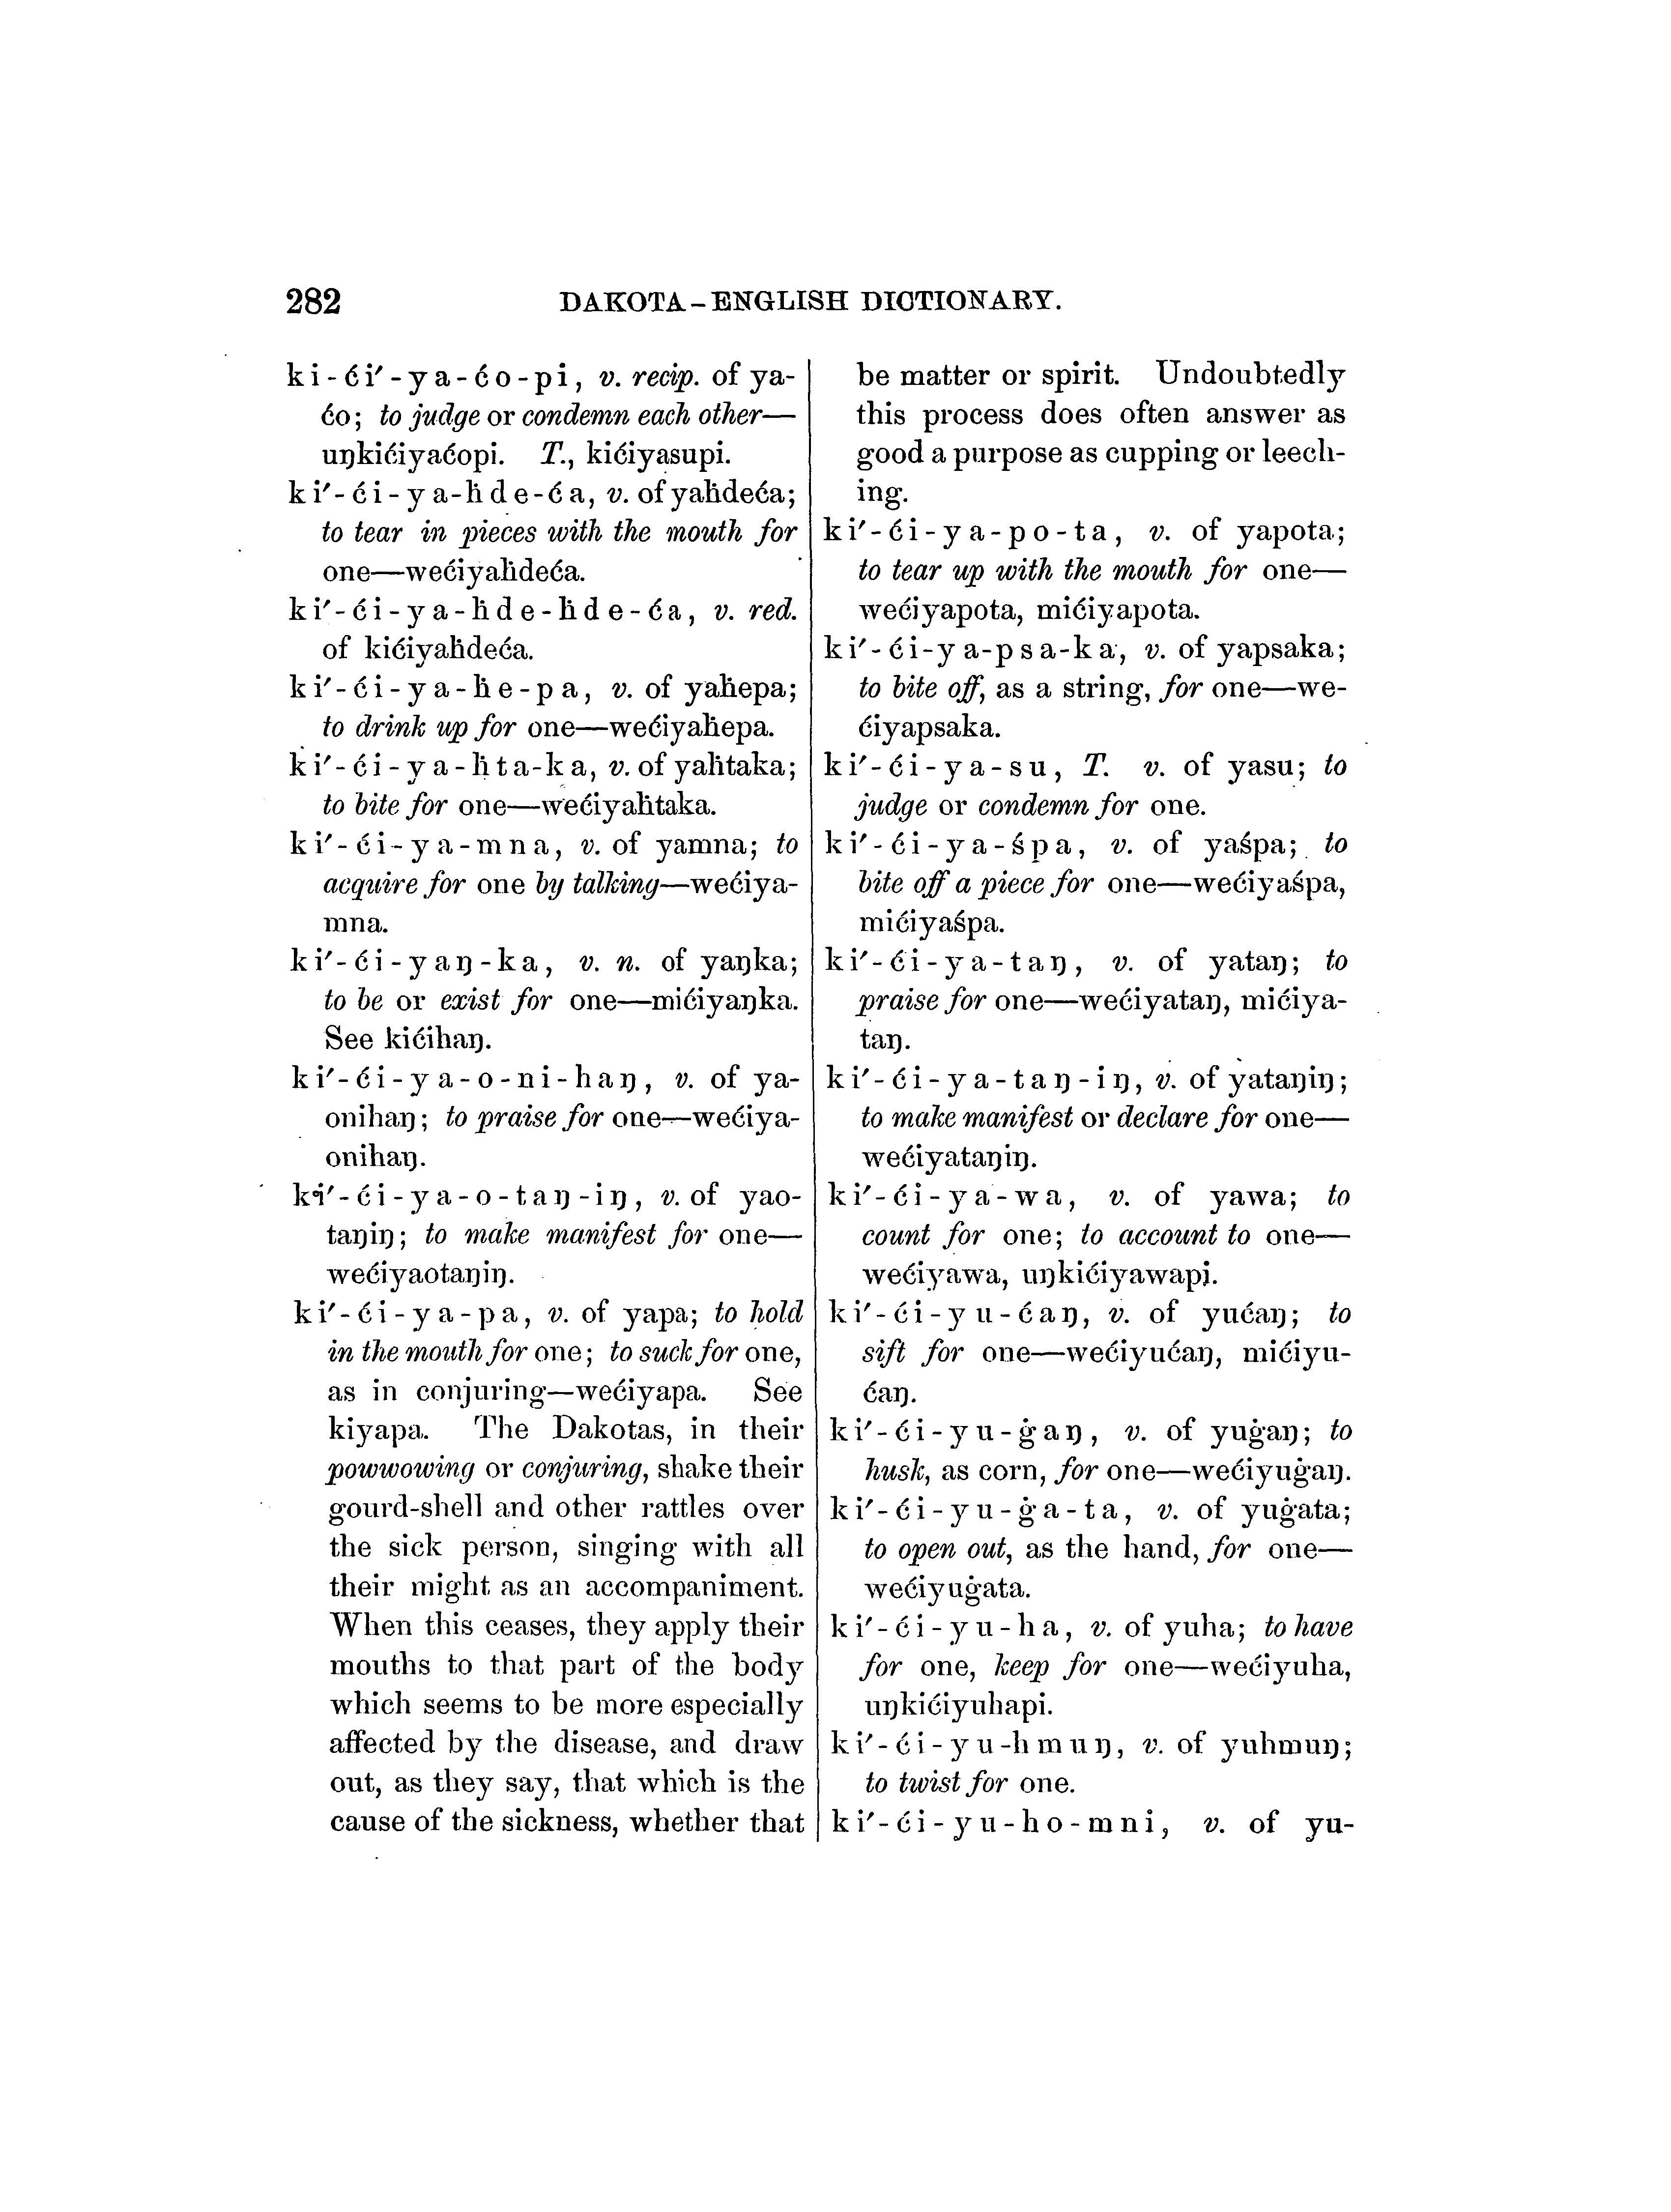 282 DAKOTA-ENGLISH DICTIONARY.
ki-ći′-ya-ćo-pi, v. recip. of ya-
ćo; to judge or condemn each other—
uŋkićiyaćopi. T., kićiyasupi.
ki′-ći-ya-ḣde-ća, v. of yaḣdeća;
to tear in pieces with the mouth for
one—wećiyaḣdeća.
ki′-ći-ya-ḣde-ḣde-ća, v. red.
of kićiyaḣdeća.
ki′-ći-ya-ḣe-pa, v. of yaḣepa;
to drink up for one—wećiyaḣepa.
ki′-ći-ya-ḣta-ka, v. of yaḣtaka;
to bite for one—wećiyaḣtaka.
ki′-ći-ya-mna, v. of yamna; to
acquire for one by talking—wećiya-
mna.
ki′-ći-yaŋ-ka, v. n. of yaŋka;
to be or exist for one—mićiyaŋka.
See kićihaŋ.
ki′-ći-ya-o-ni-haŋ, v. of ya-
onihaŋ; to praise for one—wećiya-
onihaŋ.
ki′-ći-ya-o-taŋ-iŋ, v. of yao-
taŋiŋ; to make manifest for one—
wećiyaotaŋiŋ.
ki′-ći-ya-pa, v. of yapa; to hold
in the mouth for one; to suck for one,
as in conjuring—wećiyapa. See
kiyapa. The Dakotas, in their
powwowing or conjuring, shake their
gourd-shell and other rattles over
the sick person, singing with all
their might as an accompaniment.
When this ceases, they apply their
mouths to that part of the body
which seems to be more especially
affected by the disease, and draw
out, as they say, that which is the
cause of the sickness, whether that
be matter or spirit. Undoubtedly
this process does often answer as
good a purpose as cupping or leech-
ing.
ki′-ći-ya-po-ta, v. of yapota;
to tear up with the mouth for one—
wećiyapota, mićiyapota.
ki′-ći-ya-psa-ka, v. of yapsaka;
to bite off, as a string, for one—we-
ćiyapsaka.
ki′-ći-ya-su, T. v. of yasu; to
judge or condemn for one.
ki′-ći-ya-śpa, v. of yaśpa; to
bite off a piece for one—wećiyaśpa,
mićiyaśpa.
ki′-ći-ya-taŋ, v. of yataŋ; to
praise for one—wećiyataŋ, mićiya-
taŋ.
ki′-ći-ya-taŋ-iŋ, v. of yataŋiŋ;
to make manifest or declare for one—
wećiyataŋiŋ.
ki′-ći-ya-wa, v. of yawa; to
count for one; to account to one—
wećiyawa, uŋkićiyawapi.
ki′-ći-yu-ćaŋ, v. of yućaŋ; to
sift for one—wećiyućaŋ, mićiyu-
ćaŋ.
ki′-ći-yu-ġaŋ, v. of yuġaŋ; to
husk, as corn, for one—wećiyuġaŋ.
ki′-ći-yu-ġa-ta, v. of yuġata;
to open out, as the hand, for one—
wećiyuġata.
ki′-ći-yu-ha, v. of yuha; to have
for one, keep for one—wećiyuha,
uŋkićiyuhapi.
ki′-ći-yu-hmuŋ, v. of yuhmuŋ;
to twist for one.
ki′-ći-yu-ho-mni, v. of yu-